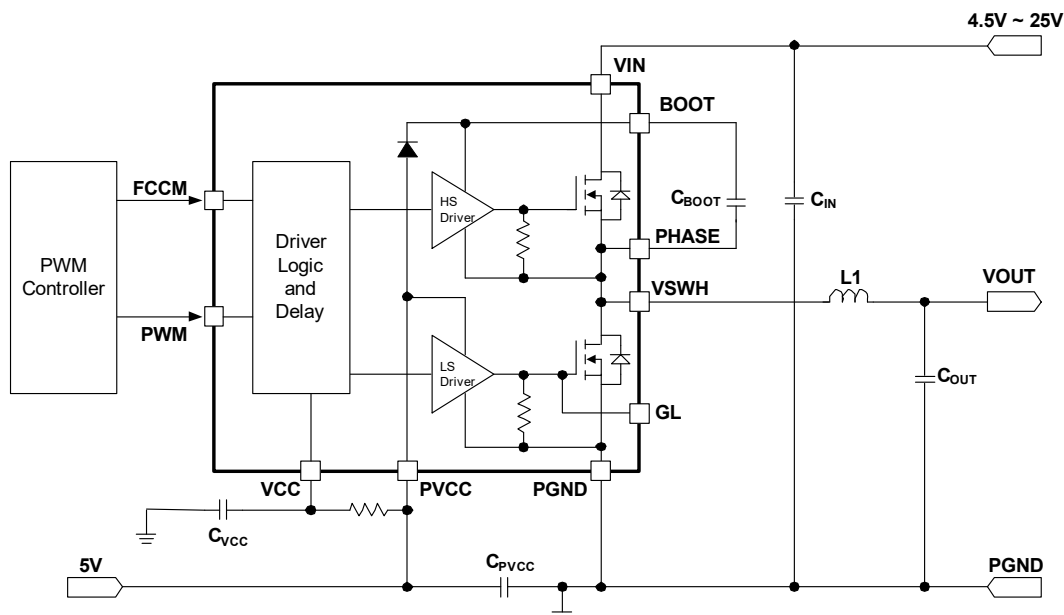 4.5V ~ 25V
VIN
BOOT
FCCM
PWM
Controller
Driver
Logic
and
Delay
HS
Driver
CBOOT
CIN
PHASE
L1
VOUT
VSWH
PWM
LS
Driver
COUT
GL
VCC
PVCC
PGND
CVCC
5V
CPVCC
PGND